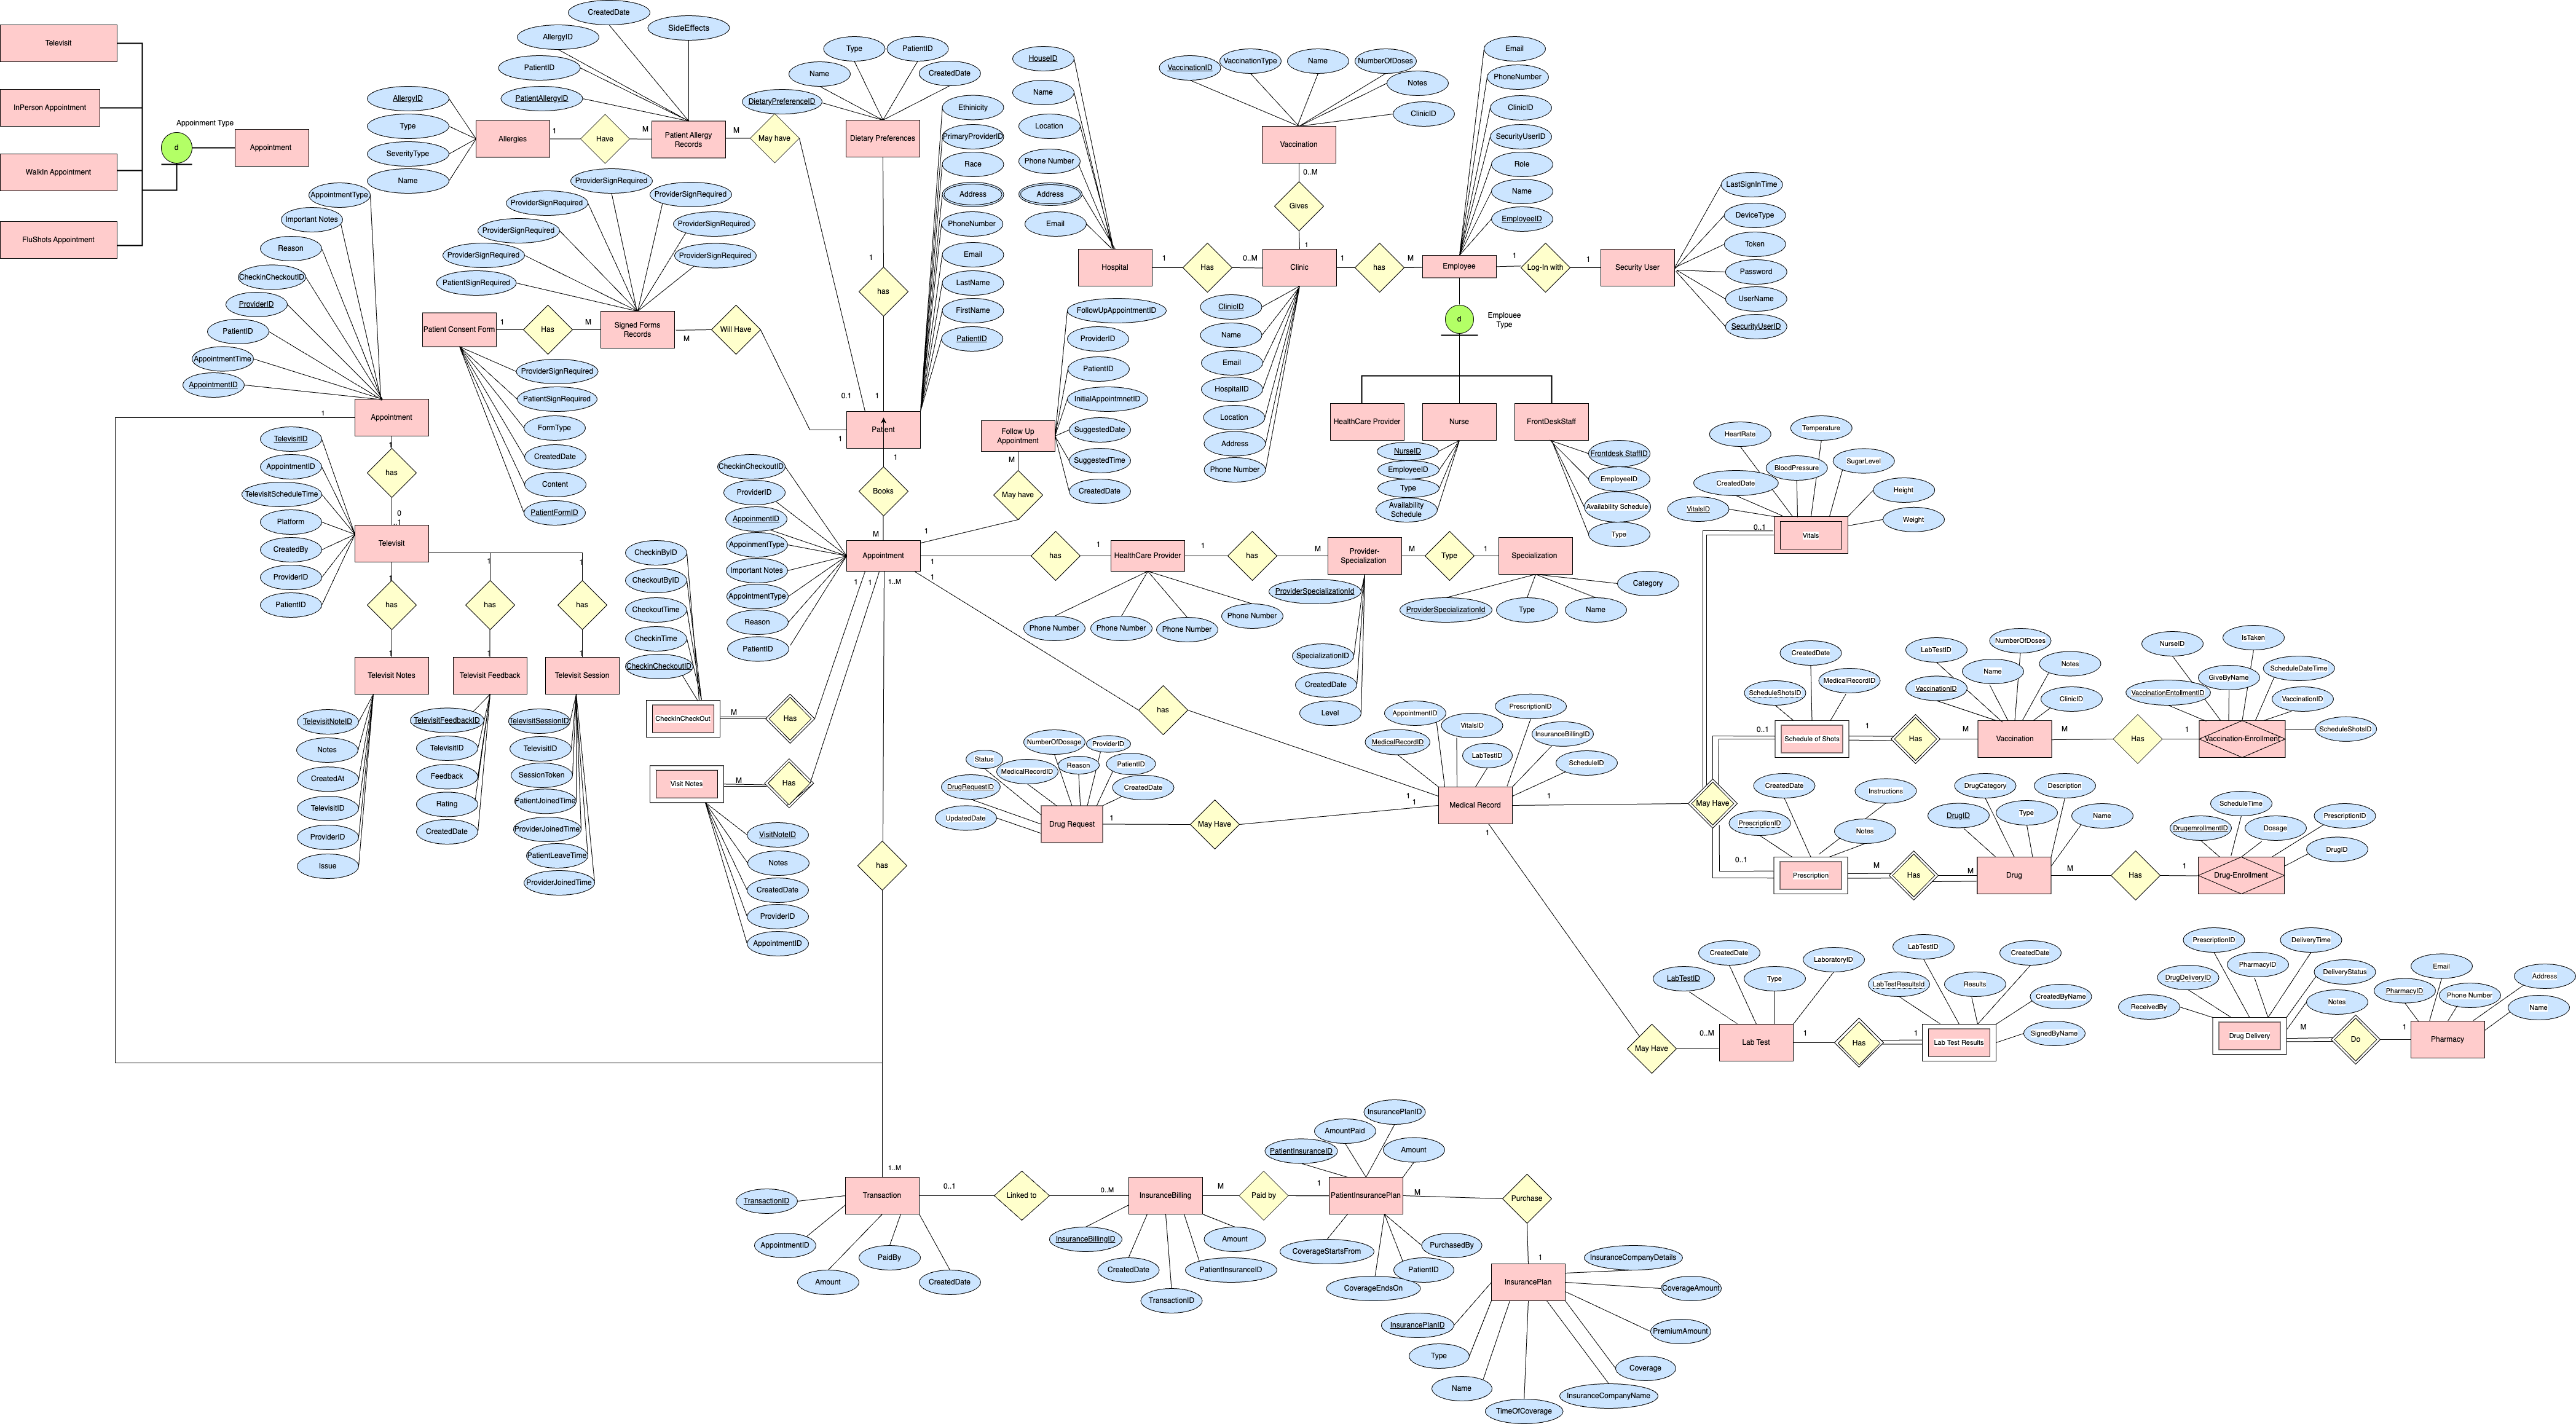 Televisit
InPerson Appointment
WalkIn Appointment
FluShots Appointment
Appoinment Type
d
Appointment
CreatedDate
SideEffects
AllergyID
PatientID
PatientAllergyID
AllergyID
Type
SeverityType
Name
Allergies
1
Have
M
Patient Allergy
Records
M
May have
0.1
Type
PatientID
Name
CreatedDate
DietaryPreferenceID
Dietary Preferences
1
has
1
Ethinicity
PrimaryProviderID
Race
Address
PhoneNumber
Email
LastName
FirstName
PatientID
Patient
HouseID
Name
Location
Phone Number
Address
Email
Hospital
1
Has
0..M
Clinic
VaccinationID
VaccinationType
Name
NumberOfDoses
Notes
ClinicID
Vaccination
0..M
Gives
1
1
has
M
Employee
Email
PhoneNumber
ClinicID
SecurityUserID
Role
Name
EmployeeID
1
Log-In with
1
Security User
LastSignInTime
DeviceType
Token
Password
UserName
SecurityUserID
ClinicID
Name
Email
HospitalID
Location
Address
Phone Number
d
Emplouee
Type
HealthCare Provider
Nurse
FrontDeskStaff
NurseID
EmployeeID
Type
Availability
Schedule
Frontdesk StaffID
EmployeeID
Availability Schedule
Type
AppointmentType
Important Notes
Reason
CheckinCheckoutID
ProviderID
PatientID
AppointmentTime
AppointmentID
Appointment
1
1
has
0
..1
ProviderSignRequired
ProviderSignRequired
ProviderSignRequired
ProviderSignRequired
ProviderSignRequired
ProviderSignRequired
ProviderSignRequired
PatientSignRequired
Patient Consent Form
1
Has
M
Signed Forms
Records
M
Will Have
1
ProviderSignRequired
PatientSignRequired
FormType
CreatedDate
Content
PatientFormID
TelevisitID
AppointmentID
TelevisitScheduleTime
Platform
CreatedBy
ProviderID
PatientID
Televisit
1
1
1
has
has
has
1
1
1
Televisit Notes
Televisit Feedback
Televisit Session
TelevisitNoteID
Notes
CreatedAt
TelevisitID
ProviderID
Issue
TelevisitFeedbackID
TelevisitID
Feedback
Rating
CreatedDate
TelevisitSessionID
TelevisitID
SessionToken
PatientJoinedTime
ProviderJoinedTime
PatientLeaveTime
ProviderJoinedTime
1
Books
M
CheckinCheckoutID
ProviderID
AppoinmentID
AppoinmentType
Important Notes
AppointmentType
Reason
PatientID
Appointment
1
1
1
1
1
1..M
FollowUpAppointmentID
ProviderID
PatientID
InitialAppointmnetID
SuggestedDate
SuggestedTime
CreatedDate
Follow Up
Appointment
M
May have
has
1
HealthCare Provider
1
has
M
Provider-
Specialization
M
Type
1
Specialization
Phone Number
Phone Number
Phone Number
Phone Number
ProviderSpecializationId
SpecializationID
CreatedDate
Level
ProviderSpecializationId
Type
Name
Category
CheckinByID
CheckoutByID
CheckoutTime
CheckinTime
CheckinCheckoutID
CheckInCheckOut
M
Has
Visit Notes
M
Has
VisitNoteID
Notes
CreatedDate
ProviderID
AppointmentID
has
has
Status
NumberOfDosage
ProviderID
MedicalRecordID
Reason
PatientID
DrugRequestID
CreatedDate
UpdatedDate
Drug Request
1
May Have
1
1
AppointmentID
PrescriptionID
VitalsID
MedicalRecordID
InsuranceBillingID
LabTestID
ScheduleID
Medical Record
1
1
May Have
HeartRate
Temperature
BloodPressure
SugarLevel
CreatedDate
Height
VitalsID
Weight
0..1
Vitals
CreatedDate
ScheduleShotsID
MedicalRecordID
0..1
Schedule of Shots
1
Has
M
LabTestID
NumberOfDoses
Name
Notes
VaccinationID
ClinicID
Vaccination
M
Has
1
NurseID
IsTaken
GiveByName
ScheduleDateTime
VaccinationEntollmentID
VaccinationID
ScheduleShotsID
Vaccination-Enrollment
CreatedDate
Instructions
PrescriptionID
Notes
0..1
Prescription
M
Has
M
DrugCategory
Description
DrugID
Type
Name
Drug
M
Has
1
ScheduleTime
DrugemrollmentID
Dosage
PrescriptionID
DrugID
Drug-Enrollment
May Have
0..M
CreatedDate
LabTestID
Type
LaboratoryID
Lab Test
1
Has
1
LabTestID
CreatedDate
LabTestResultsId
Results
CreatedByName
SignedByName
Lab Test Results
PrescriptionID
DeliveryTime
DrugDeliveryID
PharmacyID
DeliveryStatus
ReceivedBy
Notes
Drug Delivery
M
Do
1
Email
Address
PharmacyID
Phone Number
Name
Pharmacy
1..M
Transaction
TransactionID
AppointmentID
Amount
PaidBy
CreatedDate
0..1
Linked to
0..M
InsuranceBilling
InsuranceBillingID
CreatedDate
TransactionID
Amount
PatientInsuranceID
M
Paid by
1
InsurancePlanID
AmountPaid
PatientInsuranceID
Amount
PatientInsurancePlan
CoverageStartsFrom
CoverageEndsOn
PurchasedBy
PatientID
M
Purchase
1
InsurancePlan
InsuranceCompanyDetails
CoverageAmount
PremiumAmount
Coverage
InsuranceCompanyName
TimeOfCoverage
Name
Type
InsurancePlanID